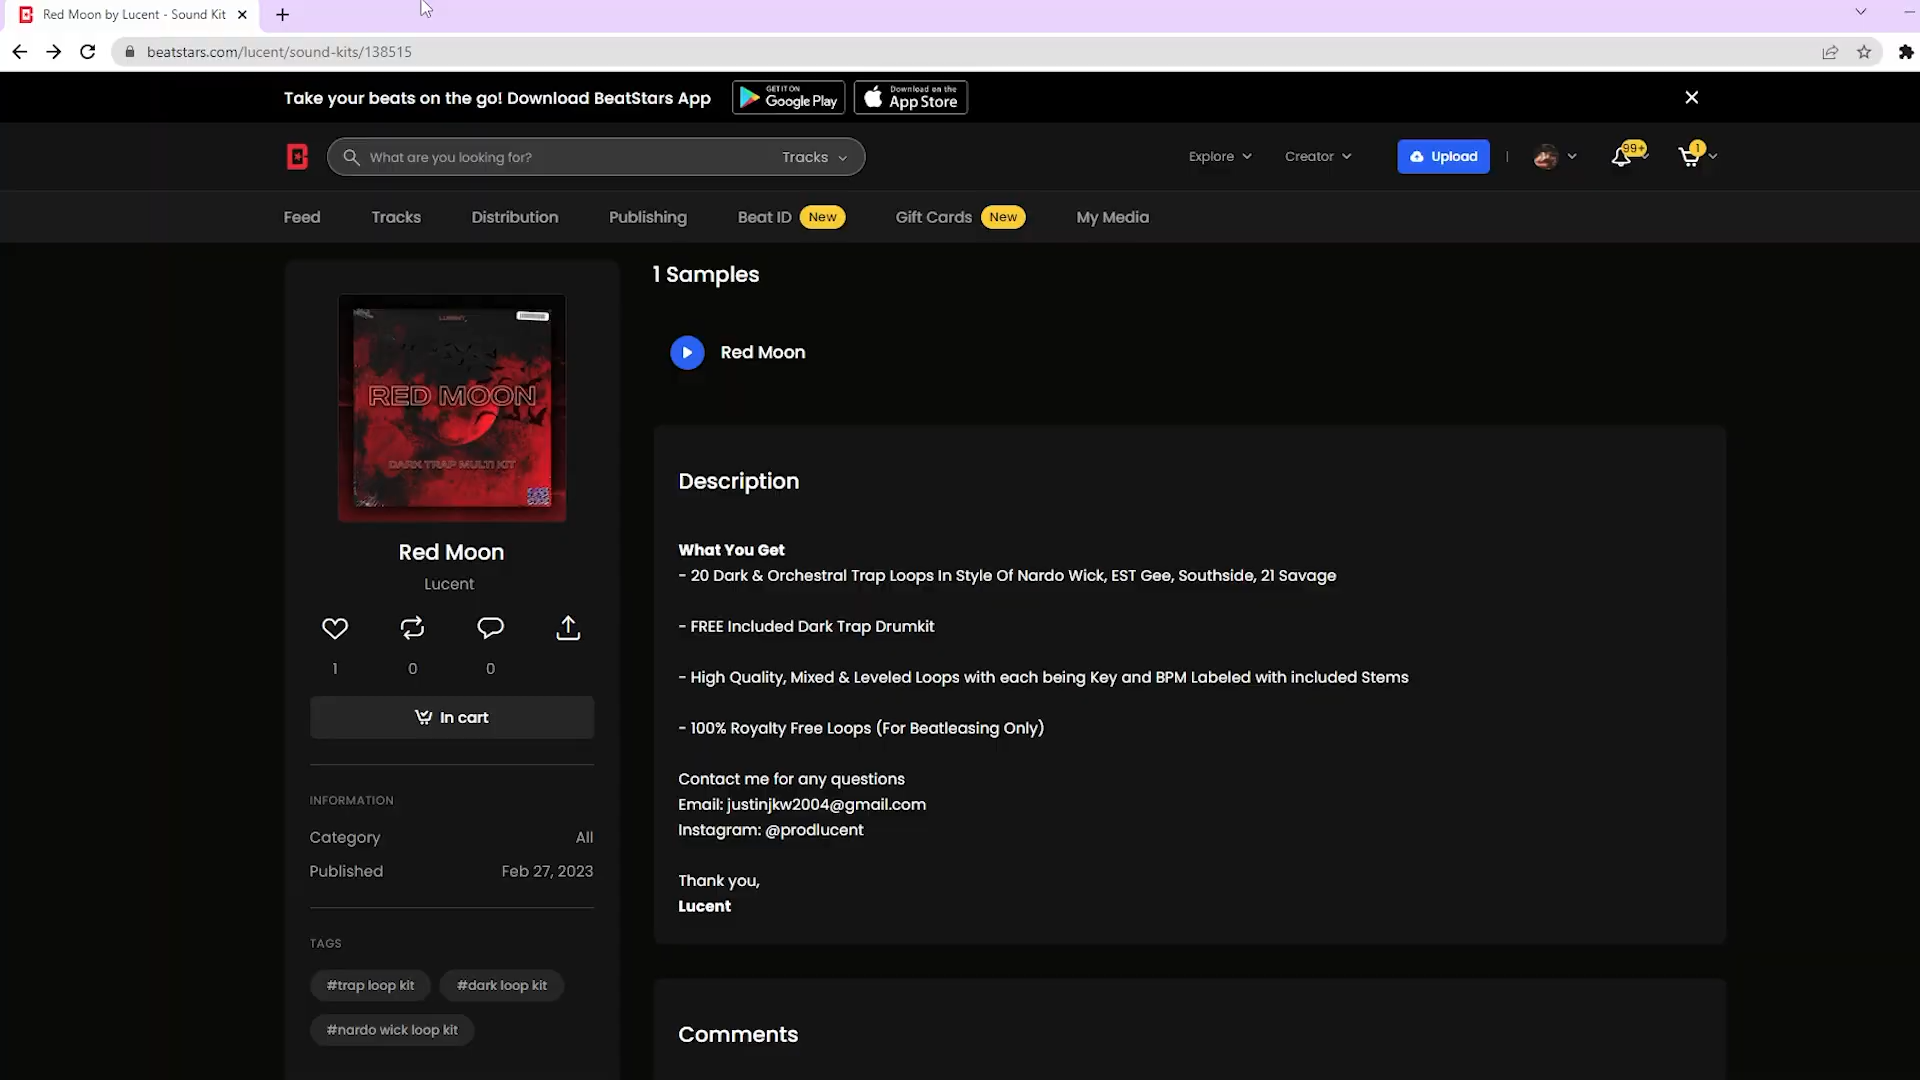 Red Moon by Lucent - Sound Kit
beatstars.com/lucent/sound-kits/138515
Take your beats on the go! Download BeatStars App
GET IT ON
Google Play
Download on the
App Store
What are you looking for?
Tracks
Explore
Creator
Upload
99+
1
Feed
Tracks
Distribution
Publishing
Beat ID
New
Gift Cards
New
My Media
LUCENT
RED MOON
DARK TRAP MULTI KIT
Red Moon
Lucent
1
0
0
In cart
INFORMATION
Category
All
Published
Feb 27, 2023
TAGS
#trap loop kit
#dark loop kit
#nardo wick loop kit
1 Samples
Red Moon
Description
What You Get
- 20 Dark & Orchestral Trap Loops In Style Of Nardo Wick, EST Gee, Southside, 21 Savage
- FREE Included Dark Trap Drumkit
- High Quality, Mixed & Leveled Loops with each being Key and BPM Labeled with included Stems
- 100% Royalty Free Loops (For Beatleasing Only)
Contact me for any questions
Email: justinjkw2004@gmail.com
Instagram: @prodlucent
Thank you,
Lucent
Comments